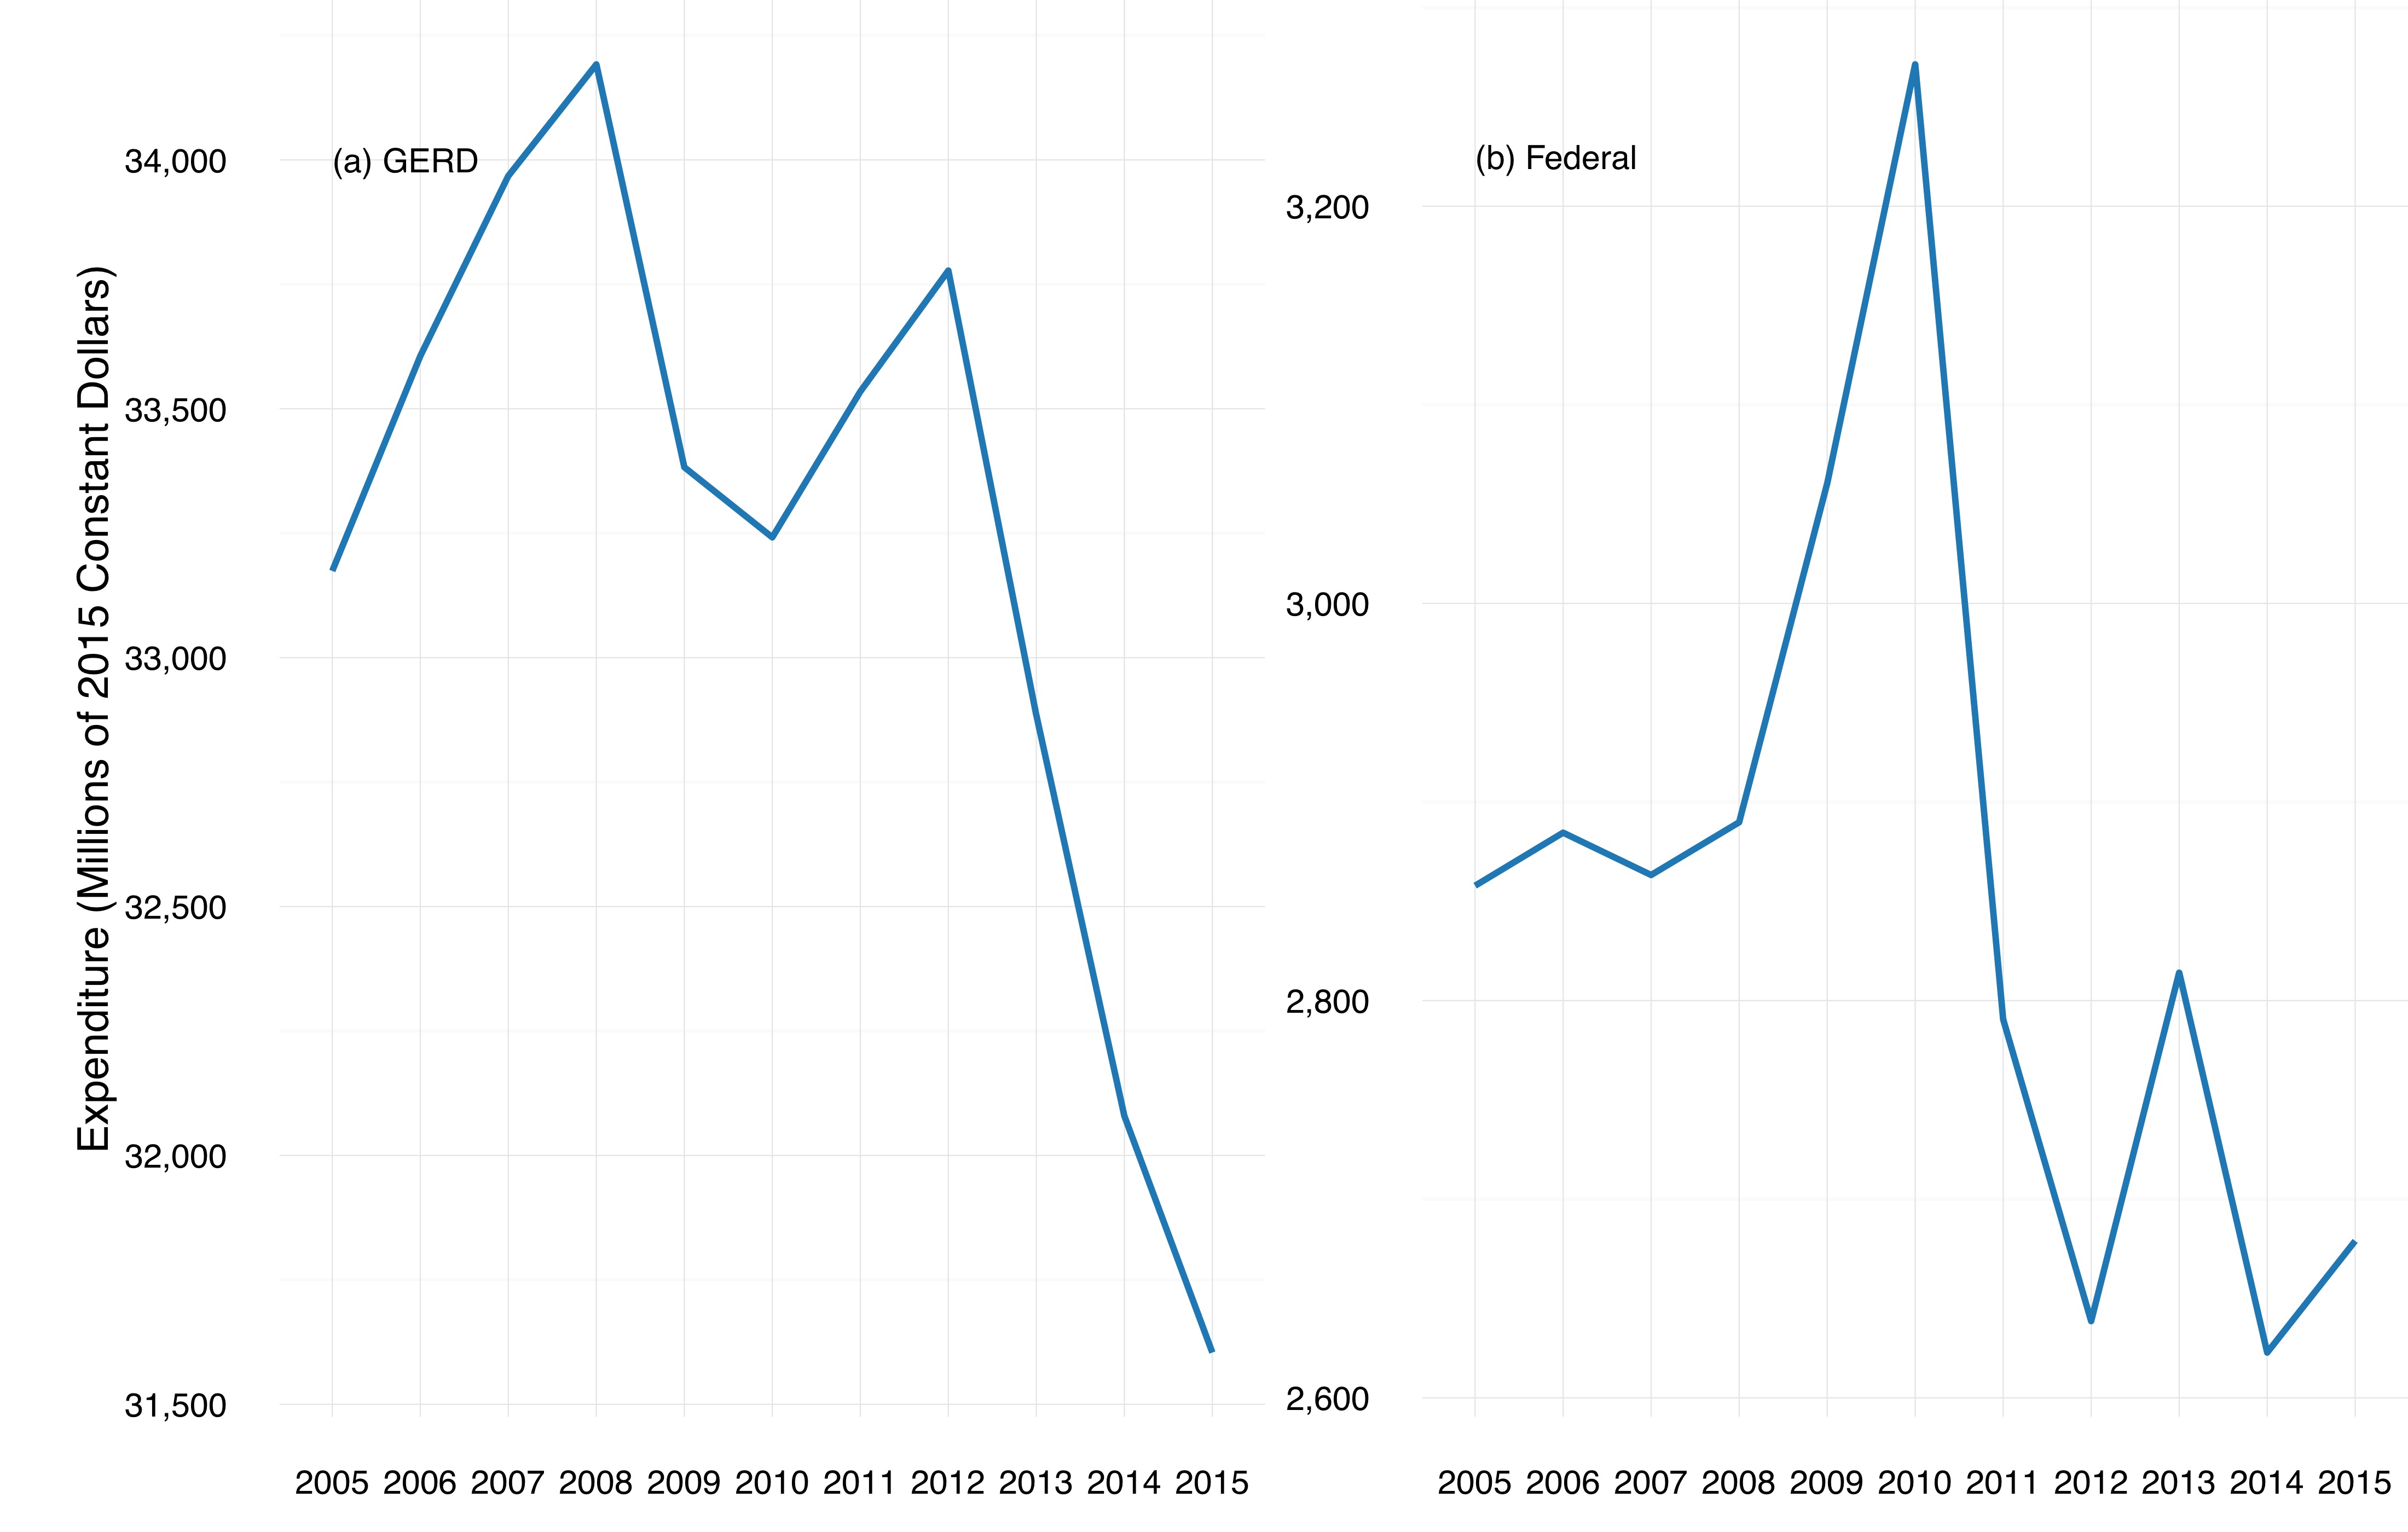 Expenditure (Millions of 2015 Constant Dollars)
(a) GERD
34,000
33,500
33,000
32,500
32,000
31,500
2005 2006 2007 2008 2009 2010 2011 2012 2013 2014 2015
(b) Federal
3,200
3,000
2,800
2,600
2005 2006 2007 2008 2009 2010 2011 2012 2013 2014 2015